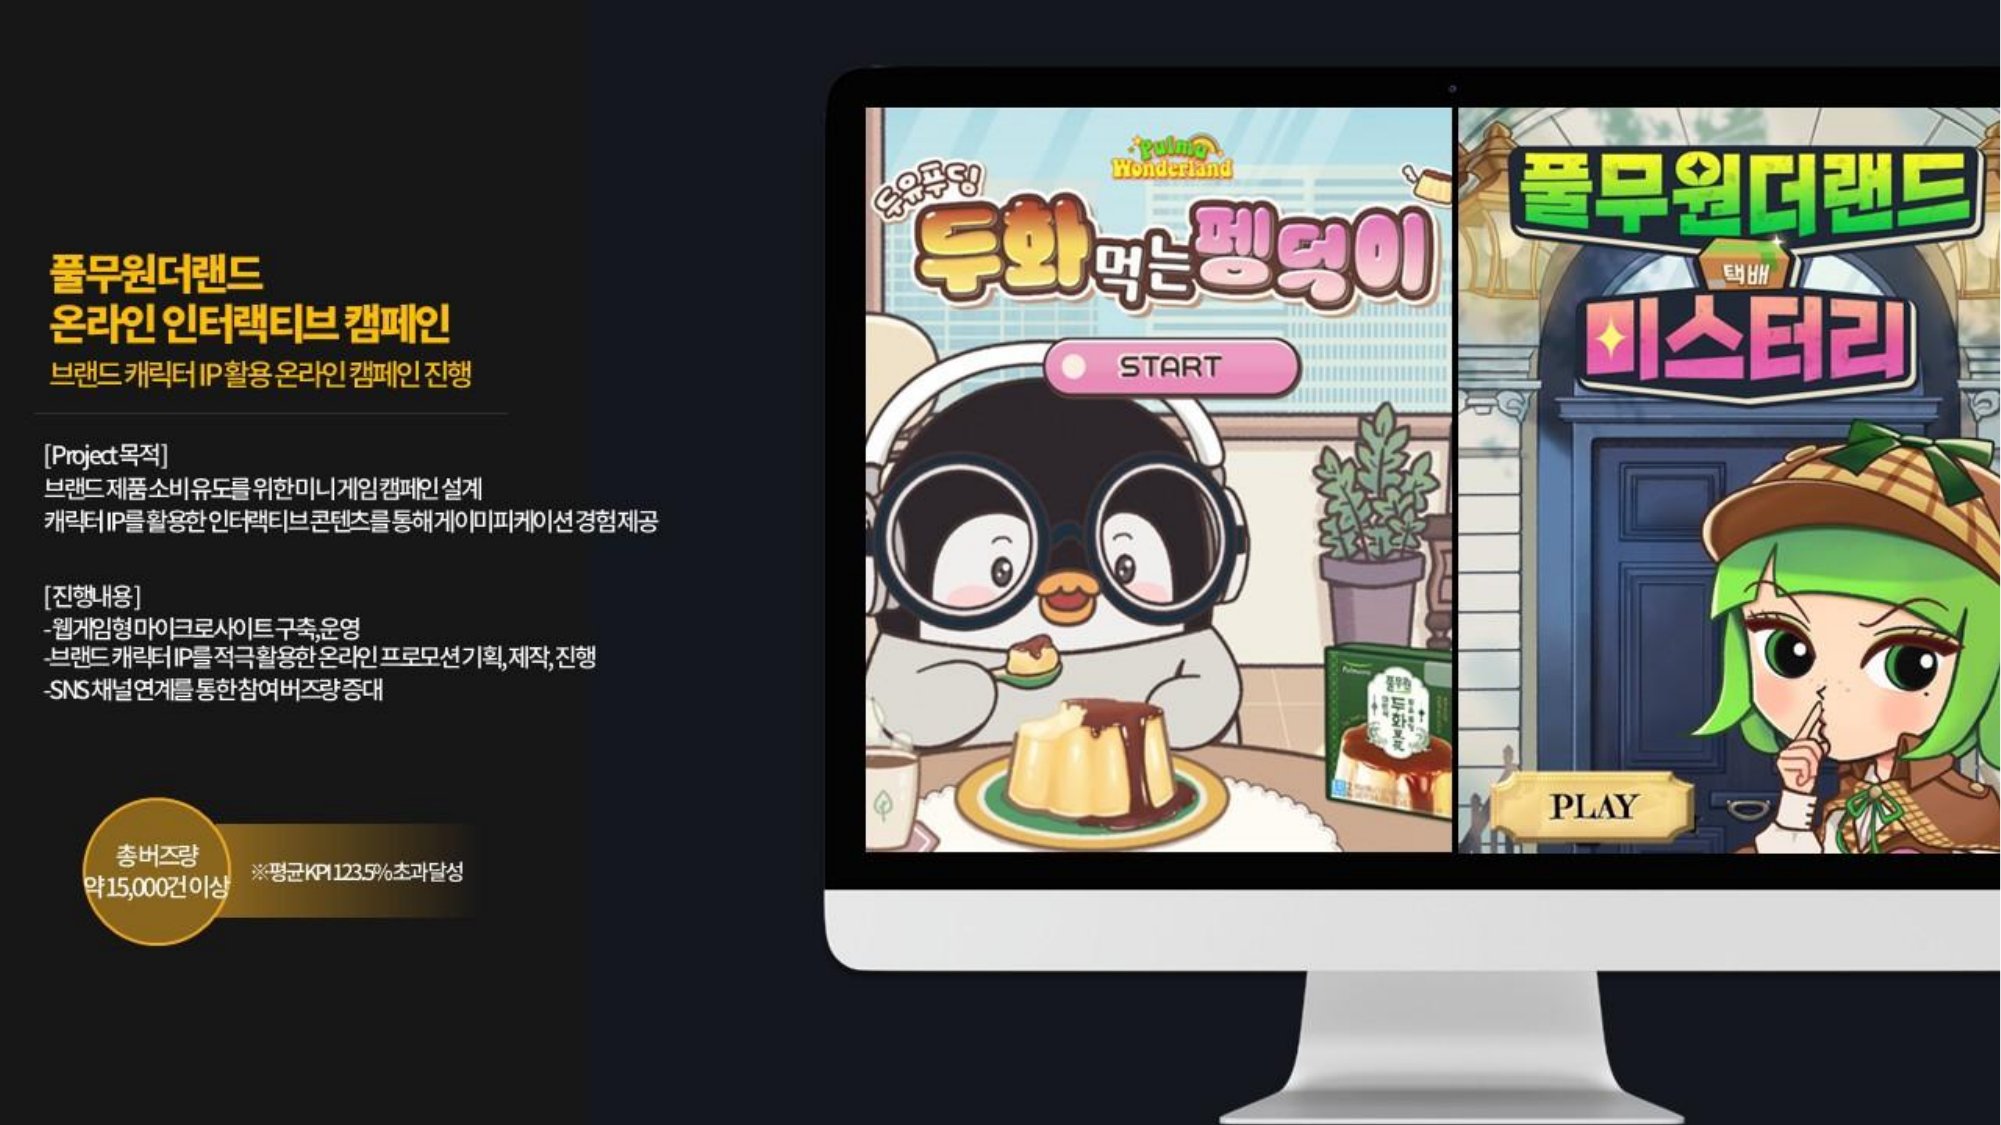 풀무원더랜드
온라인 인터랙티브 캠페인
브랜드 캐릭터 IP 활용 온라인 캠페인 진행
[Project 목적]
브랜드 제품 소비 유도를 위한 미니 게임 캠페인 설계
캐릭터 IP를 활용한 인터랙티브 콘텐츠를 통해 게이미피케이션 경험 제공
[진행내용]
- 웹게임형 마이크로사이트 구축,운영
-브랜드 캐릭터 IP를 적극 활용한 온라인 프로모션 기획, 제작, 진행
-SNS 채널 연계를 통한 참여 버즈량 증대
총 버즈량
약 15,000건 이상
※평균 KPI 123.5% 초과 달성
Pulmu
Wonderland
두유푸딩
두화 먹는 펭덕이
START
풀무원
두화
풀무원더랜드
택배
미스터리
PLAY